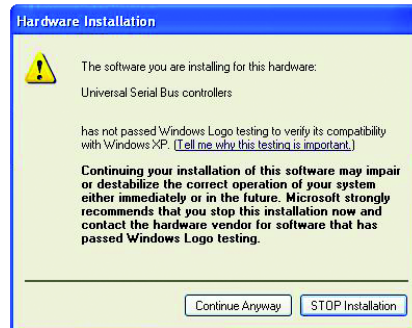 Hardware Installation
The software you are installing for this hardware:
Universal Serial Bus controllers
has not passed Windows Logo testing to verify its compatibility
with Windows XP. (Tell me why this testing is important.)
Continuing your installation of this software may impair
or destabilize the correct operation of your system
either immediately or in the future. Microsoft strongly
recommends that you stop this installation now and
contact the hardware vendor for software that has
passed Windows Logo testing.
Continue Anyway
STOP Installation